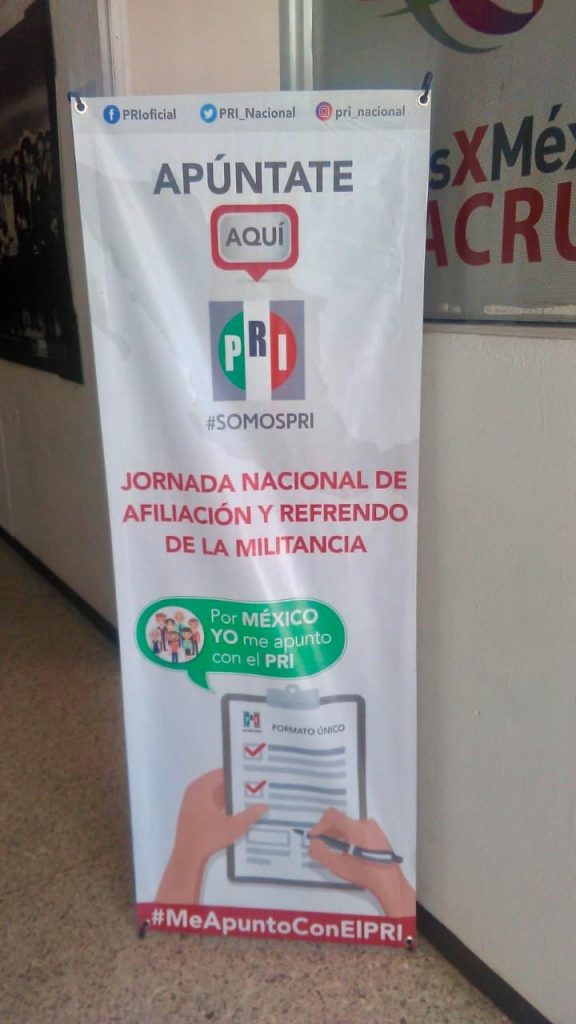 PRIoficial PRI_Nacional pri_nacional
APÚNTATE
AQUÍ
PRI
#SOMOSPRI
JORNADA NACIONAL DE
AFILIACIÓN Y REFRENDO
DE LA MILITANCIA
Por MÉXICO
YO me apunto
con el PRI
PRI
FORMATO ÚNICO
#MeApuntoConElPRI
sXMéx
ACRU